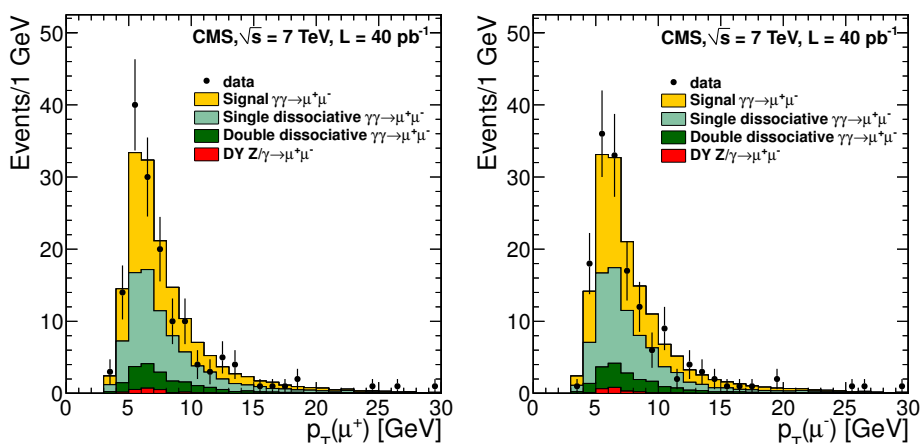 CMS, √s = 7 TeV, L = 40 pb⁻¹
Events/1 GeV
50
40
30
20
10
0
data
Signal γγ→μ⁺μ⁻
Single dissociative γγ→μ⁺μ⁻
Double dissociative γγ→μ⁺μ⁻
DY Z/γ→μ⁺μ⁻
0 5 10 15 20 25 30
p_T(μ⁺) [GeV]
CMS, √s = 7 TeV, L = 40 pb⁻¹
Events/1 GeV
50
40
30
20
10
0
data
Signal γγ→μ⁺μ⁻
Single dissociative γγ→μ⁺μ⁻
Double dissociative γγ→μ⁺μ⁻
DY Z/γ→μ⁺μ⁻
0 5 10 15 20 25 30
p_T(μ⁻) [GeV]